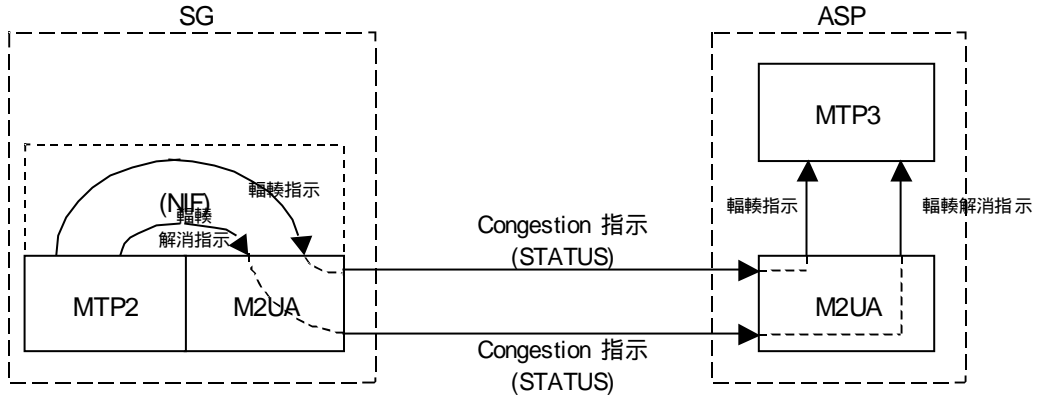 SG
ASP
MTP3
(NIF)
輻輳指示
輻輳
解消指示
輻輳指示
輻輳解消指示
Congestion 指示
(STATUS)
MTP2
M2UA
M2UA
Congestion 指示
(STATUS)